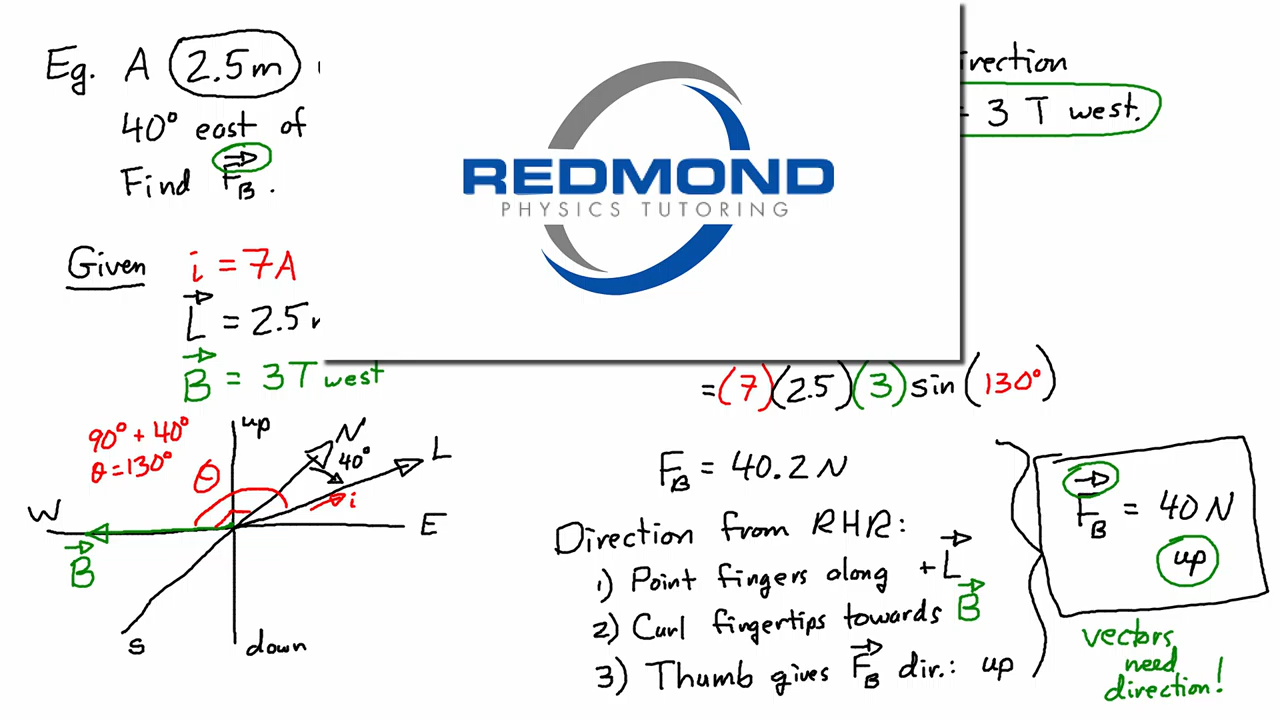 Eg. A 2.5m
irection
40° east of
= 3 T west.
Find F_B.
REDMOND
PHYSICS TUTORING
Given i = 7A
L = 2.5
B = 3T west
=(7)(2.5)(3)sin(130°)
90° + 40°
θ = 130°
up
N
40°
L
θ
i
W
E
B
S
down
F_B = 40.2 N
Direction from RHR:
1) Point fingers along +L
2) Curl fingertips towards B
3) Thumb gives F_B dir.: up
F_B = 40 N
up
vectors
need
direction!